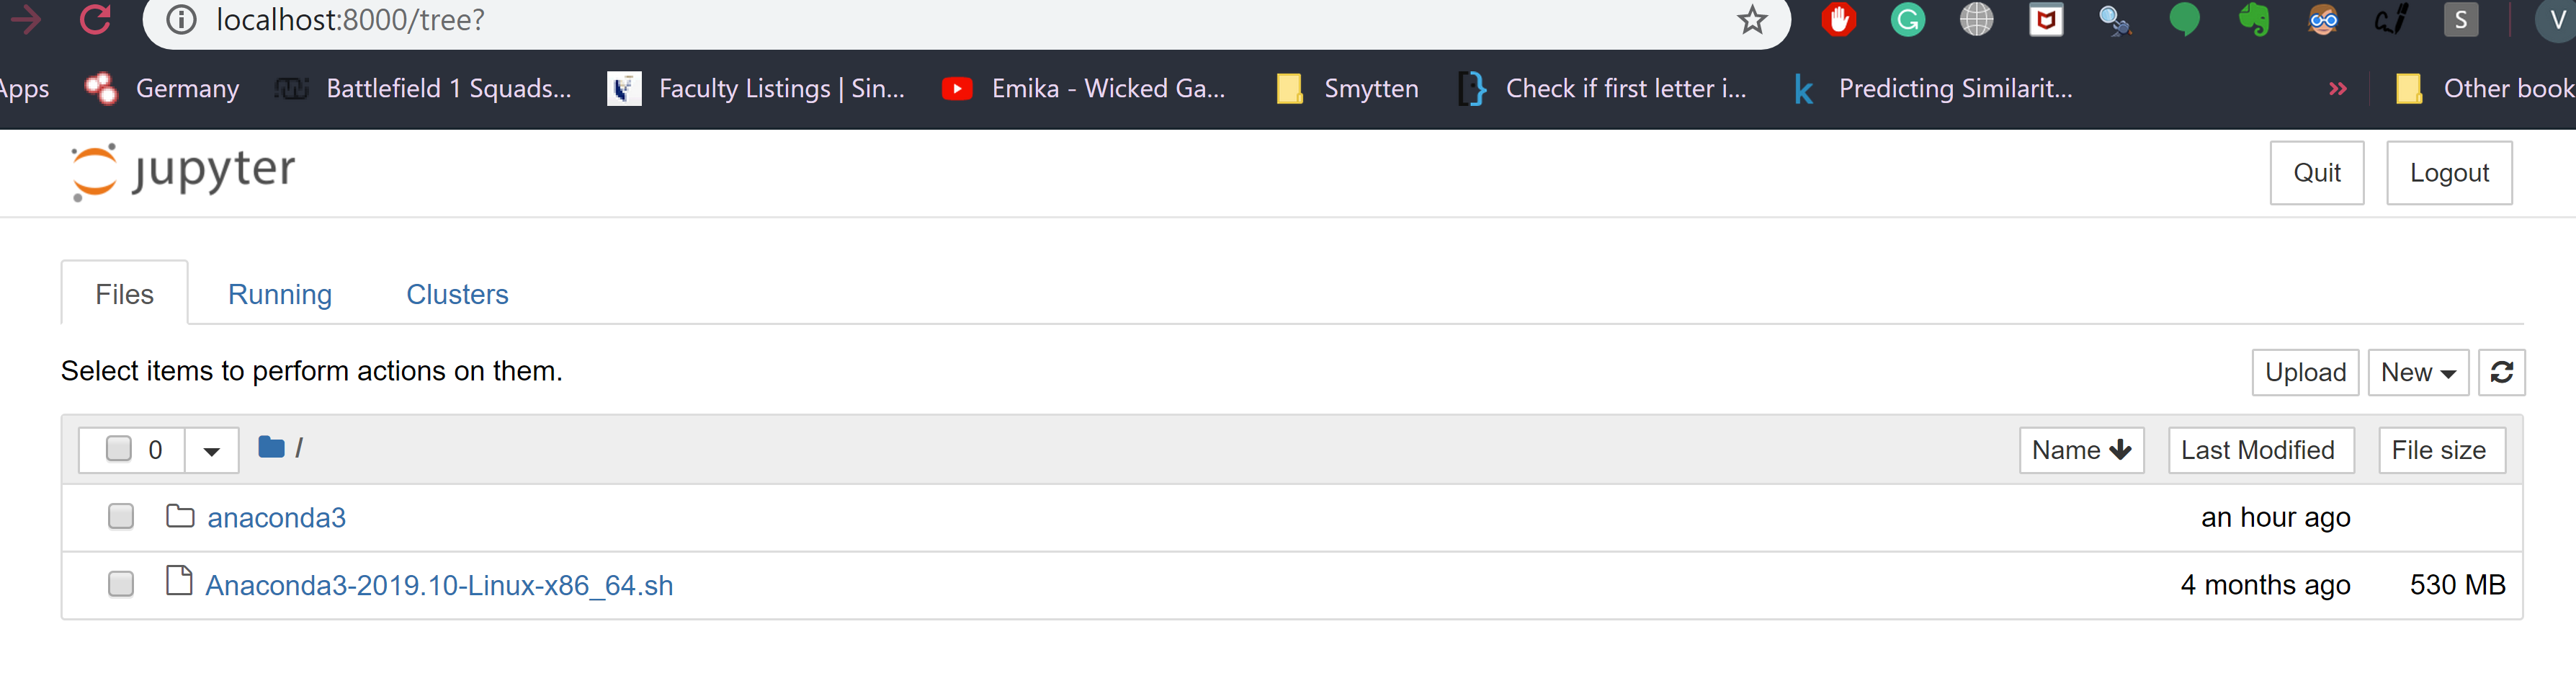 localhost:8000/tree?
S
V
Apps Germany Battlefield 1 Squads... Faculty Listings | Sin... Emika - Wicked Ga... Smytten Check if first letter i... Predicting Similarit... » Other book
jupyter Quit Logout
Files Running Clusters
Select items to perform actions on them. Upload New
0 / Name Last Modified File size
anaconda3 an hour ago
Anaconda3-2019.10-Linux-x86_64.sh 4 months ago 530 MB